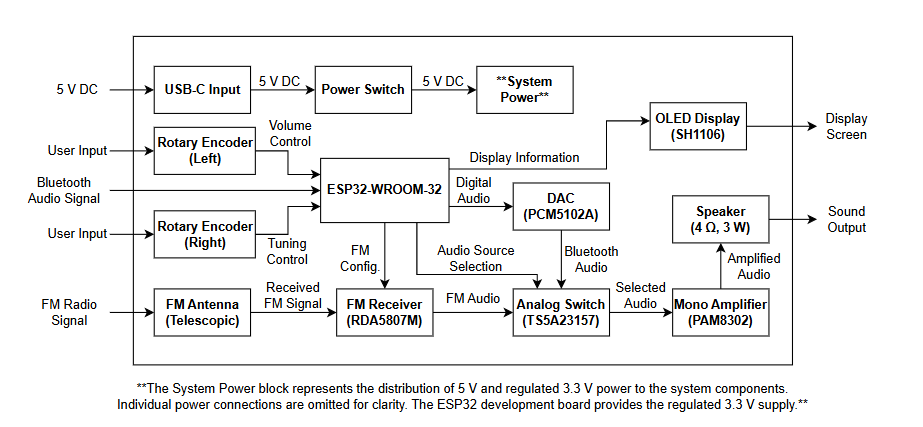 5 V DC
USB-C Input
5 V DC
Power Switch
5 V DC
**System
Power**
OLED Display
(SH1106)
Display
Screen
User Input
Rotary Encoder
(Left)
Volume
Control
Display Information
Bluetooth
Audio Signal
ESP32-WROOM-32
Digital
Audio
DAC
(PCM5102A)
Speaker
(4 Ω, 3 W)
Sound
Output
User Input
Rotary Encoder
(Right)
Tuning
Control
FM
Config.
Audio Source
Selection
Bluetooth
Audio
Amplified
Audio
FM Radio
Signal
FM Antenna
(Telescopic)
Received
FM Signal
FM Receiver
(RDA5807M)
FM Audio
Analog Switch
(TS5A23157)
Selected
Audio
Mono Amplifier
(PAM8302)
**The System Power block represents the distribution of 5 V and regulated 3.3 V power to the system components.
Individual power connections are omitted for clarity. The ESP32 development board provides the regulated 3.3 V supply.**